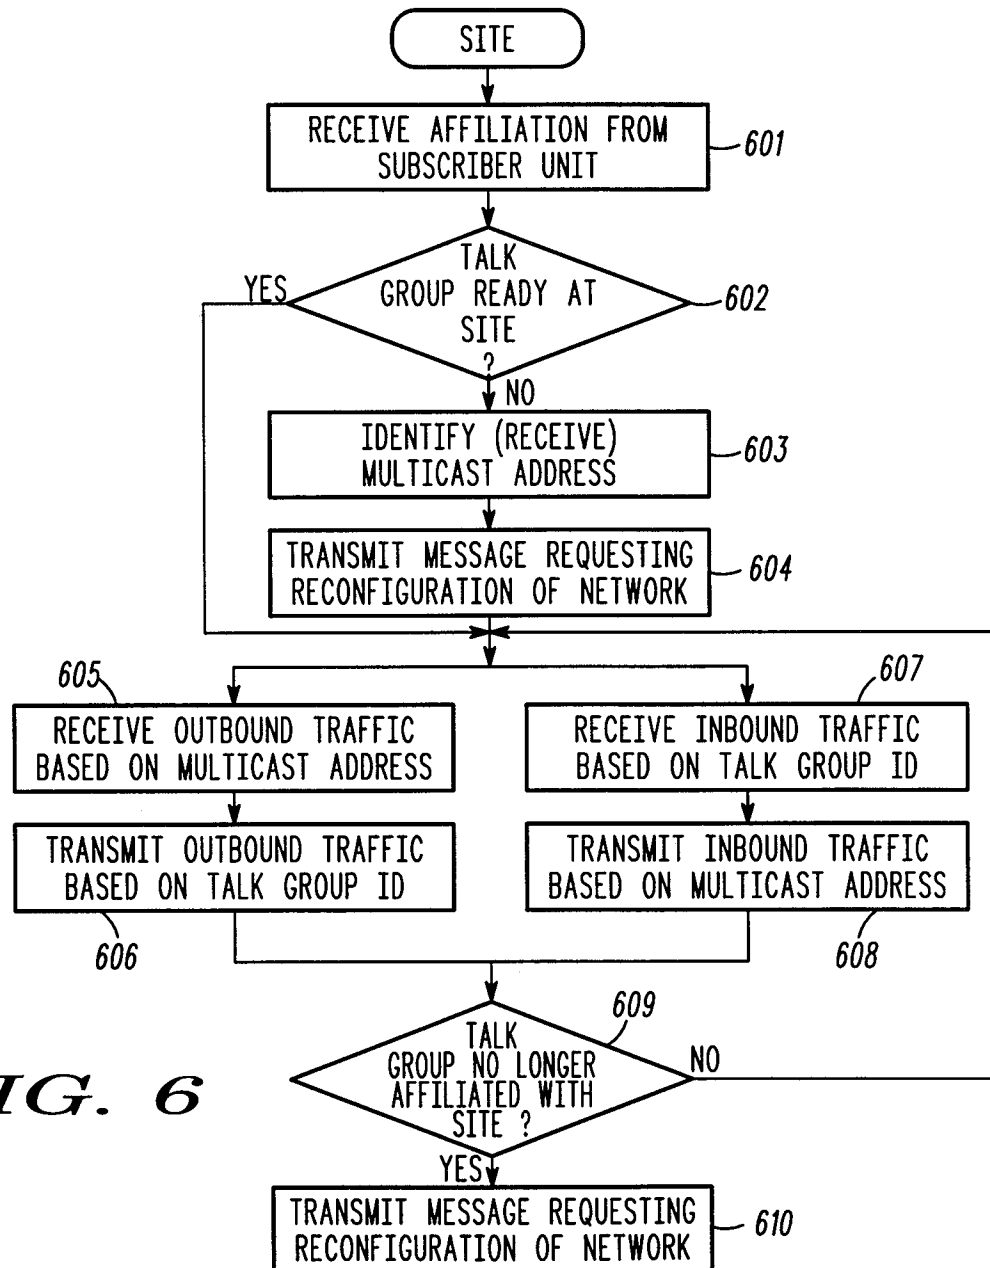 SITE
RECEIVE AFFILIATION FROM
SUBSCRIBER UNIT
601
TALK
GROUP READY AT
SITE
?
602
YES
NO
IDENTIFY (RECEIVE)
MULTICAST ADDRESS
603
TRANSMIT MESSAGE REQUESTING
RECONFIGURATION OF NETWORK
604
605
RECEIVE OUTBOUND TRAFFIC
BASED ON MULTICAST ADDRESS
607
RECEIVE INBOUND TRAFFIC
BASED ON TALK GROUP ID
TRANSMIT OUTBOUND TRAFFIC
BASED ON TALK GROUP ID
606
TRANSMIT INBOUND TRAFFIC
BASED ON MULTICAST ADDRESS
608
609
TALK
GROUP NO LONGER
AFFILIATED WITH
SITE ?
NO
YES
IG. 6
TRANSMIT MESSAGE REQUESTING
RECONFIGURATION OF NETWORK
610